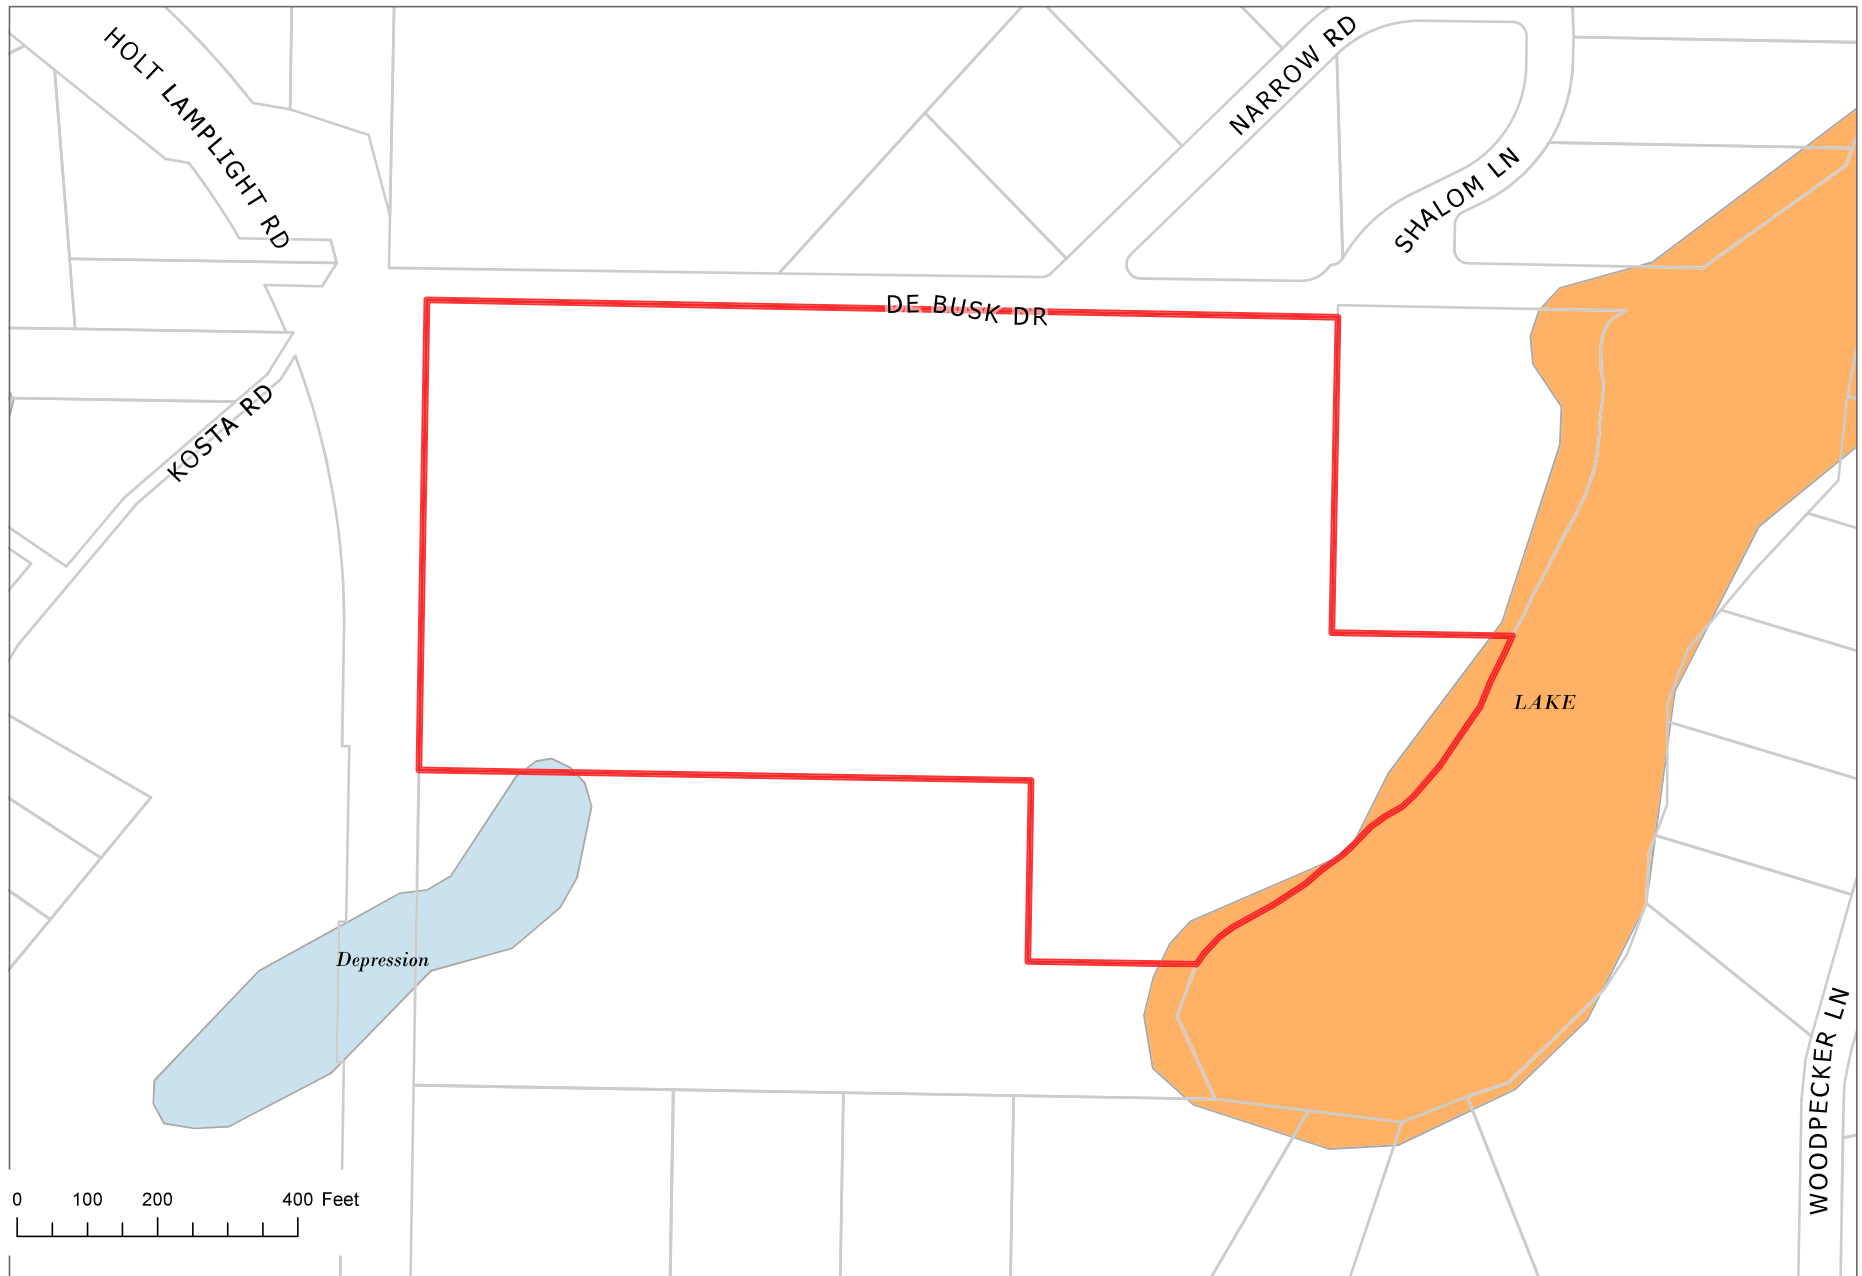 HOLT LAMPLIGHT RD
NARROW RD
SHALOM LN
DE BUSK DR
KOSTA RD
LAKE
Depression
WOODPECKER LN
0 100 200 400 Feet